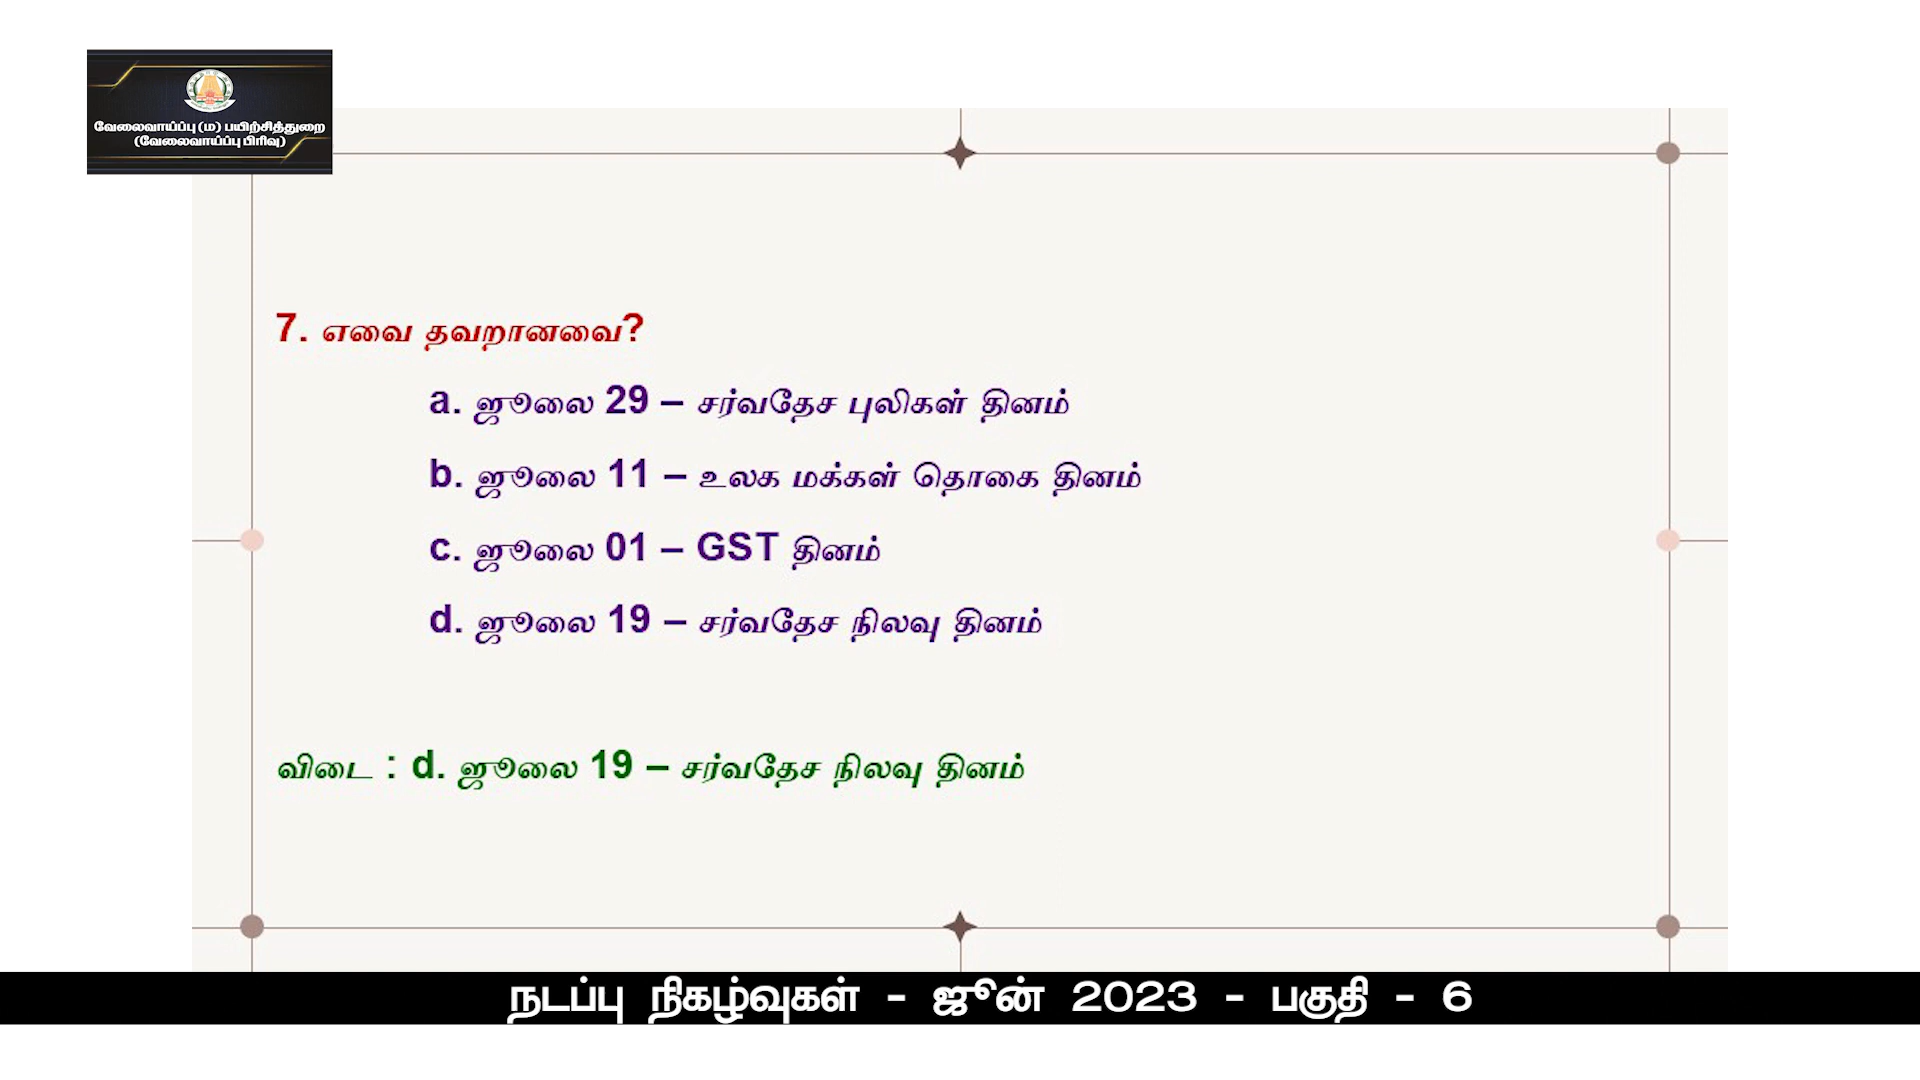 வேலைவாய்ப்பு (ம) பயிற்சித்துறை
(வேலைவாய்ப்பு பிரிவு)
7. எவை தவறானவை?
a. ஜூலை 29 – சர்வதேச புலிகள் தினம்
b. ஜூலை 11 – உலக மக்கள் தொகை தினம்
c. ஜூலை 01 – GST தினம்
d. ஜூலை 19 – சர்வதேச நிலவு தினம்
விடை : d. ஜூலை 19 – சர்வதேச நிலவு தினம்
நடப்பு நிகழ்வுகள் - ஜூன் 2023 - பகுதி - 6